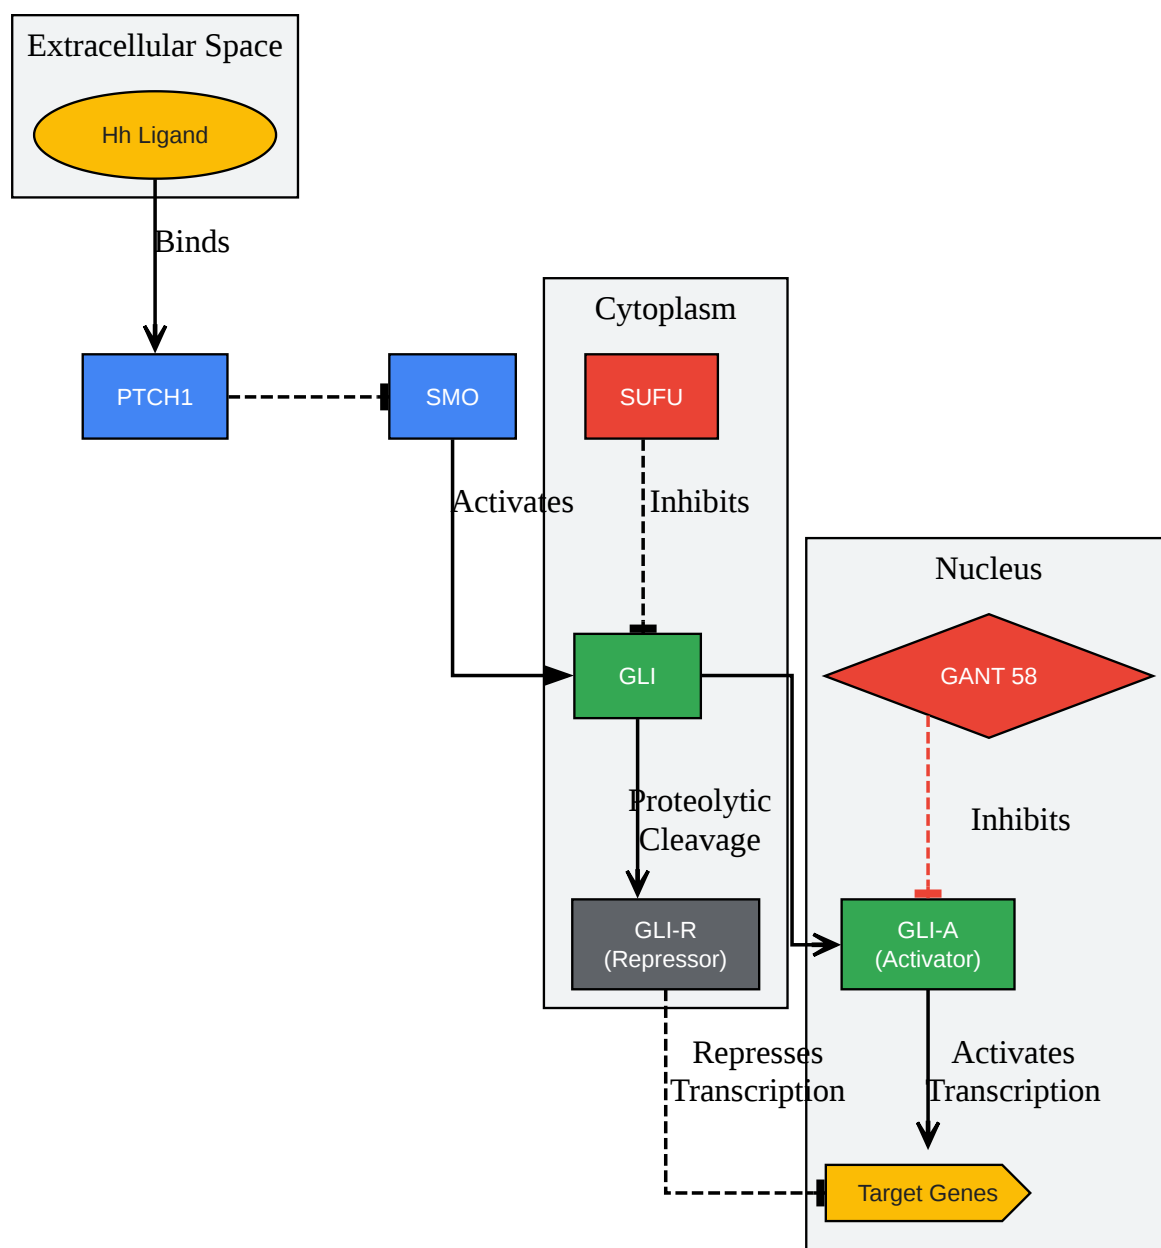 Extracellular Space
Hh Ligand
Binds
Cytoplasm
PTCH1
SMO
SUFU
Activates
Inhibits
Nucleus
GLI
GANT 58
Proteolytic
Cleavage
Inhibits
GLI-R
(Repressor)
GLI-A
(Activator)
Represses
Transcription
Activates
Transcription
Target Genes